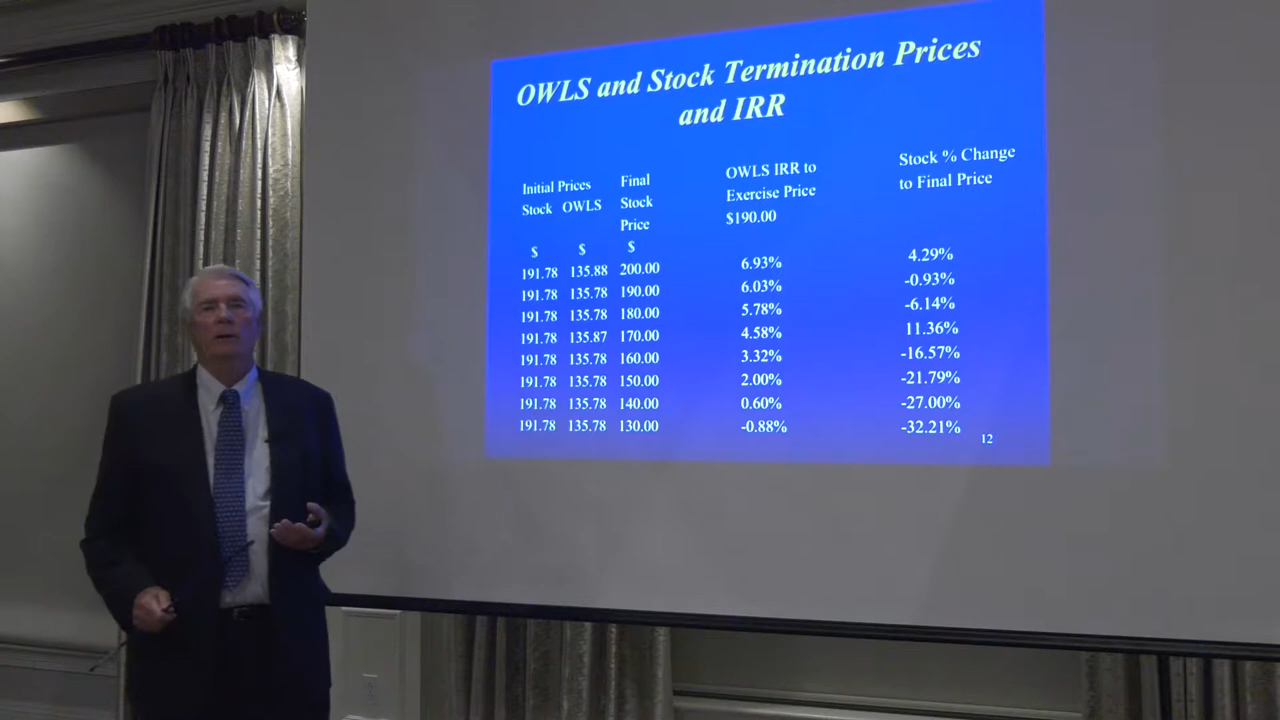 OWLS and Stock Termination Prices
and IRR
Initial Prices
Stock OWLS
Final
Stock
Price
OWLS IRR to
Exercise Price
$190.00
Stock % Change
to Final Price
$ $ $
191.78 135.88 200.00 6.93% 4.29%
191.78 135.78 190.00 6.03% -0.93%
191.78 135.78 180.00 5.78% -6.14%
191.78 135.87 170.00 4.58% 11.36%
191.78 135.78 160.00 3.32% -16.57%
191.78 135.78 150.00 2.00% -21.79%
191.78 135.78 140.00 0.60% -27.00%
191.78 135.78 130.00 -0.88% -32.21%
12